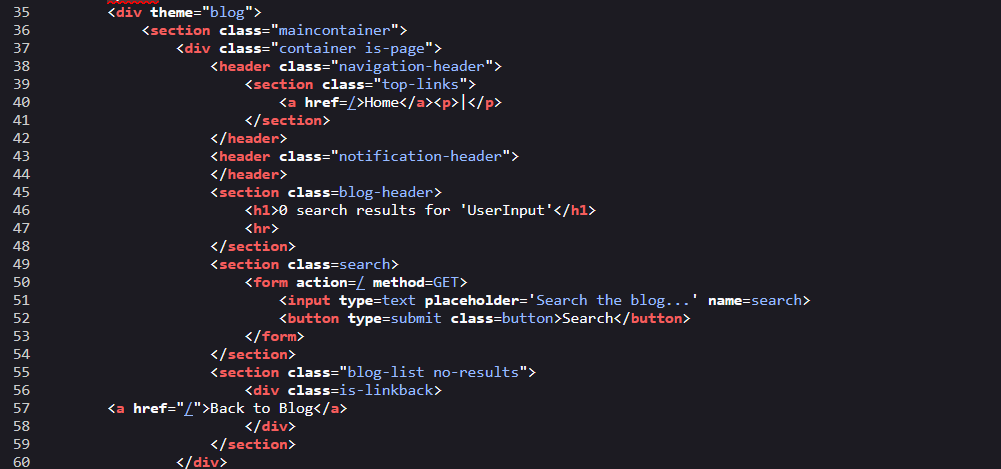 35 <div theme="blog">
36 <section class="maincontainer">
37 <div class="container is-page">
38 <header class="navigation-header">
39 <section class="top-links">
40 <a href=/>Home</a><p>|</p>
41 </section>
42 </header>
43 <header class="notification-header">
44 </header>
45 <section class=blog-header>
46 <h1>0 search results for 'UserInput'</h1>
47 <hr>
48 </section>
49 <section class=search>
50 <form action=/ method=GET>
51 <input type=text placeholder='Search the blog...' name=search>
52 <button type=submit class=button>Search</button>
53 </form>
54 </section>
55 <section class="blog-list no-results">
56 <div class=is-linkback>
57 <a href="/">Back to Blog</a>
58 </div>
59 </section>
60 </div>